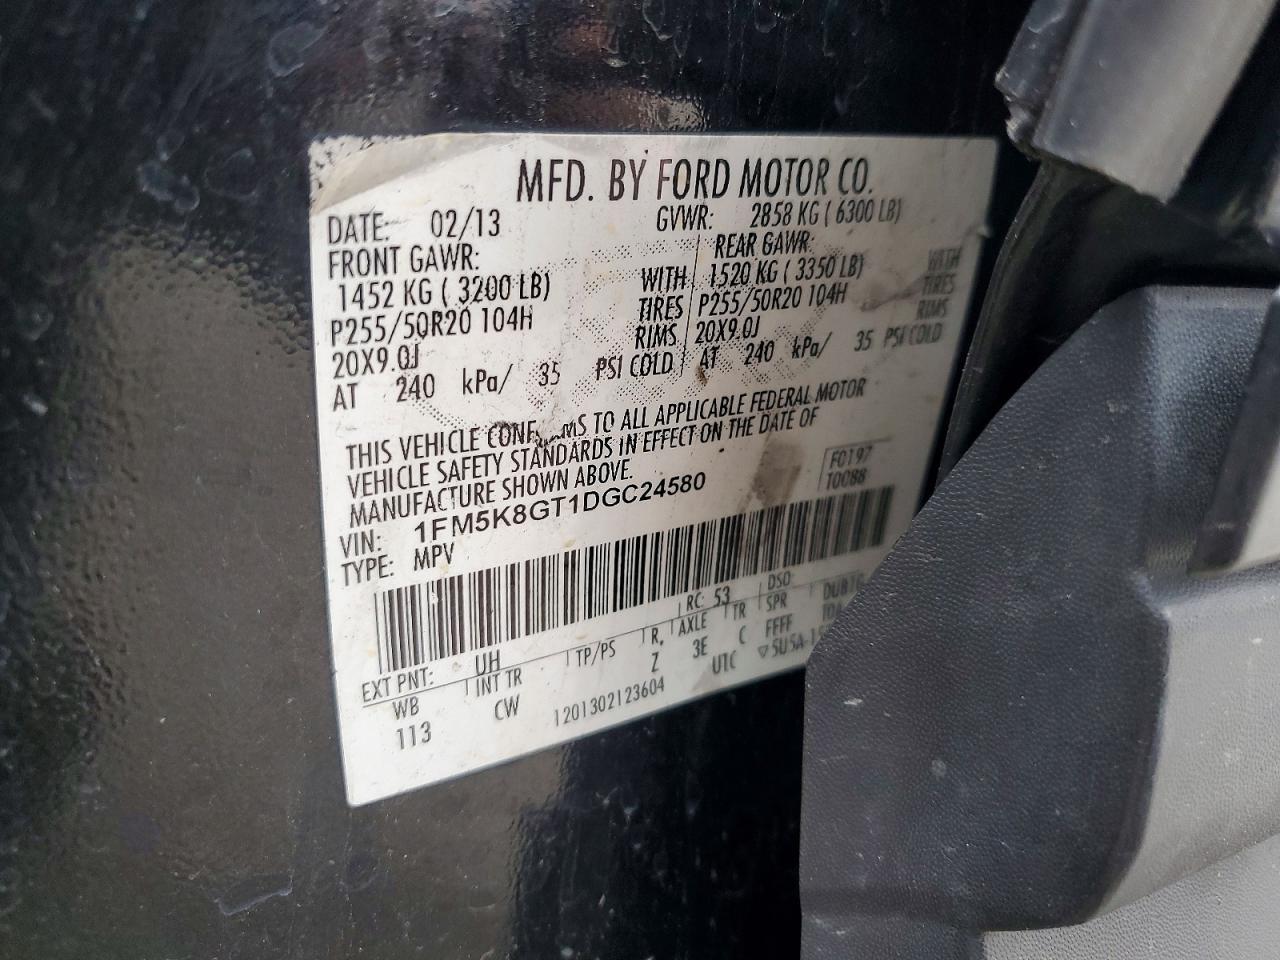 MFD. BY FORD MOTOR CO.
DATE: 02/13 GVWR: 2858 KG ( 6300 LB)
FRONT GAWR: REAR GAWR:
1452 KG ( 3200 LB) WITH 1520 KG ( 3350 LB) WITH
P255/50R20 104H TIRES P255/50R20 104H TIRES
20X9.0J RIMS 20X9.0J RIMS
AT 240 kPa/ 35 PSI COLD AT 240 kPa/ 35 PSI COLD
THIS VEHICLE CONFORMS TO ALL APPLICABLE FEDERAL MOTOR
VEHICLE SAFETY STANDARDS IN EFFECT ON THE DATE OF
MANUFACTURE SHOWN ABOVE.
F0197
T0088
VIN: 1FM5K8GT1DGC24580
TYPE: MPV
EXT PNT: UH RC: 53 DSO:
WB INT TR TP/PS R. AXLE TR SPR
113 CW Z 3E C FFFF
1201302123604 UTC